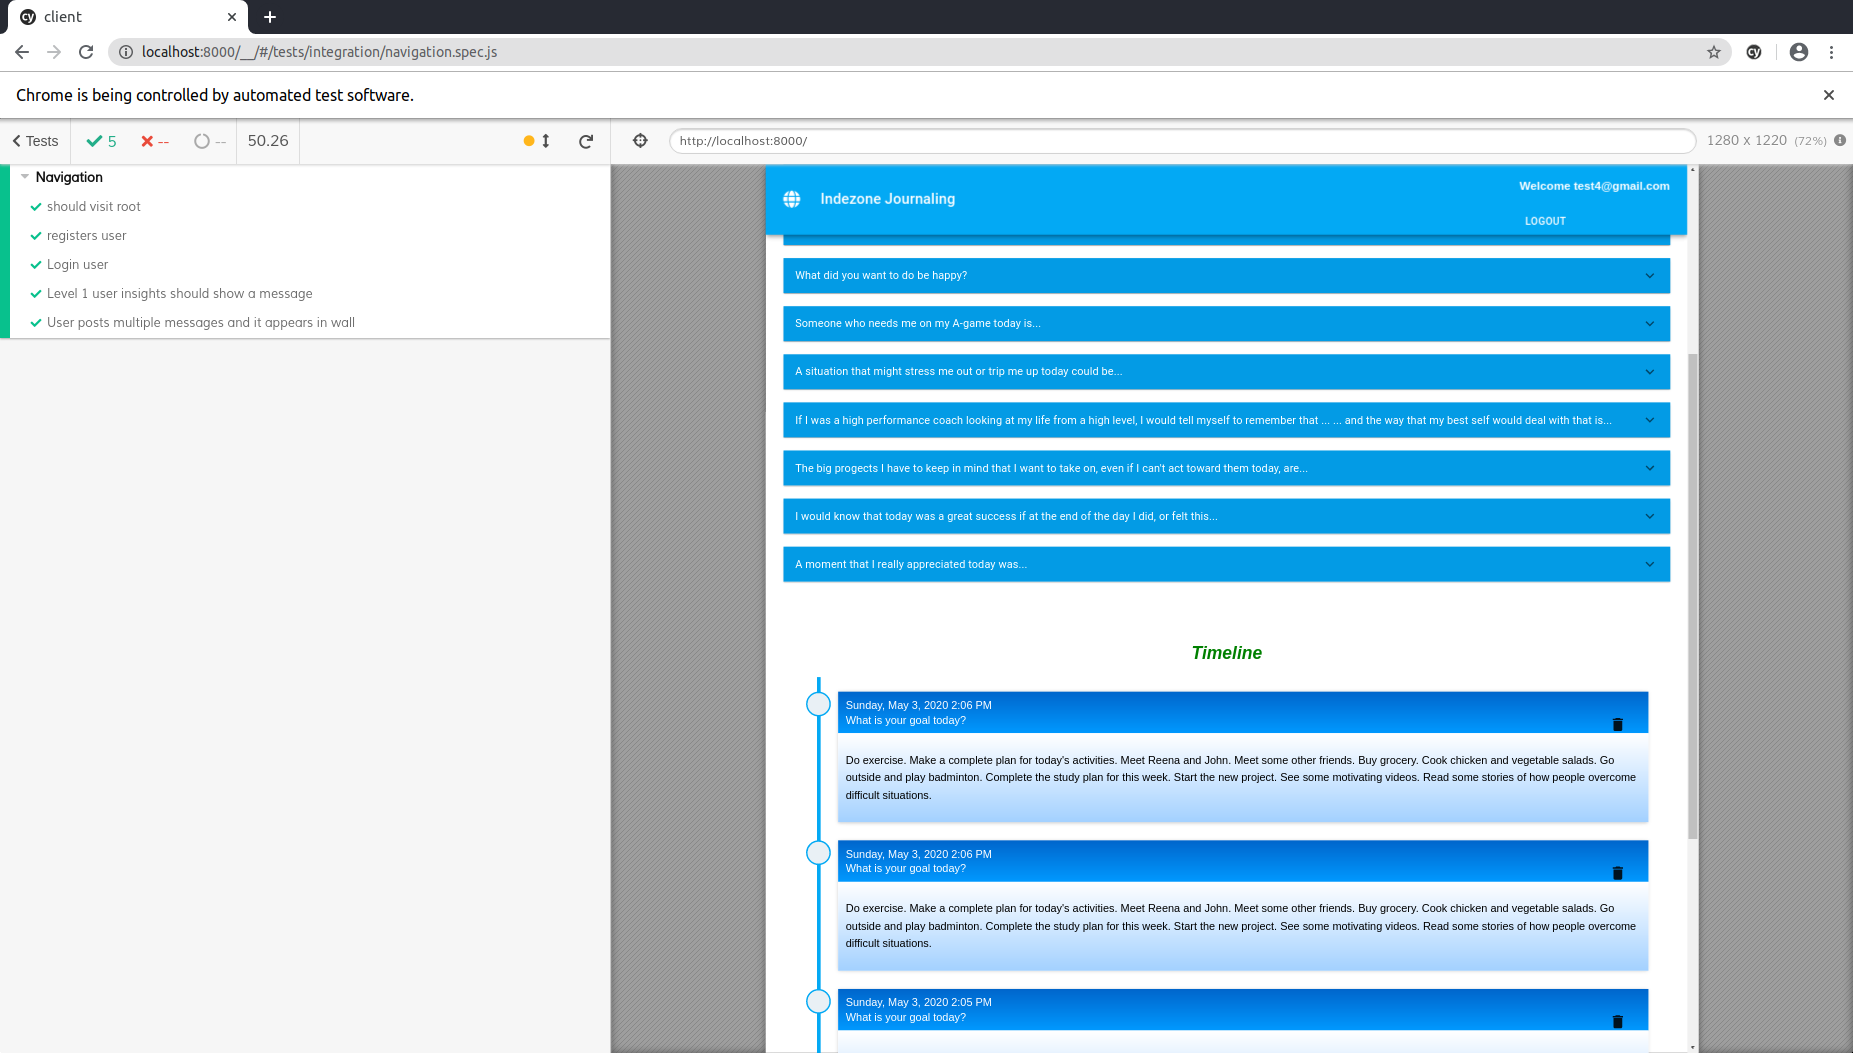 client
localhost:8000/__/#/tests/integration/navigation.spec.js
Chrome is being controlled by automated test software.
Tests
5
--
--
50.26
http://localhost:8000/
1280 x 1220 (72%)
Navigation
should visit root
registers user
Login user
Level 1 user insights should show a message
User posts multiple messages and it appears in wall
Indezone Journaling
Welcome test4@gmail.com
LOGOUT
What did you want to do be happy?
Someone who needs me on my A-game today is...
A situation that might stress me out or trip me up today could be...
If I was a high performance coach looking at my life from a high level, I would tell myself to remember that ... ... and the way that my best self would deal with that is...
The big progects I have to keep in mind that I want to take on, even if I can't act toward them today, are...
I would know that today was a great success if at the end of the day I did, or felt this...
A moment that I really appreciated today was...
Timeline
Sunday, May 3, 2020 2:06 PM
What is your goal today?
Do exercise. Make a complete plan for today's activities. Meet Reena and John. Meet some other friends. Buy grocery. Cook chicken and vegetable salads. Go
outside and play badminton. Complete the study plan for this week. Start the new project. See some motivating videos. Read some stories of how people overcome
difficult situations.
Sunday, May 3, 2020 2:06 PM
What is your goal today?
Do exercise. Make a complete plan for today's activities. Meet Reena and John. Meet some other friends. Buy grocery. Cook chicken and vegetable salads. Go
outside and play badminton. Complete the study plan for this week. Start the new project. See some motivating videos. Read some stories of how people overcome
difficult situations.
Sunday, May 3, 2020 2:05 PM
What is your goal today?